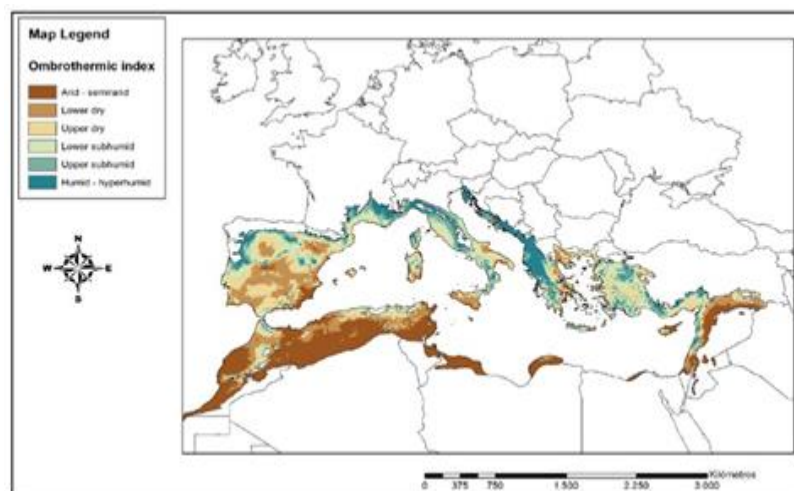 Map Legend
Ombrothermic index
Arid - semiarid
Lower dry
Upper dry
Lower subhumid
Upper subhumid
Humid - hyperhumid
N
W E
S
Kilómetros
0 375 750 1.500 2.250 3.000